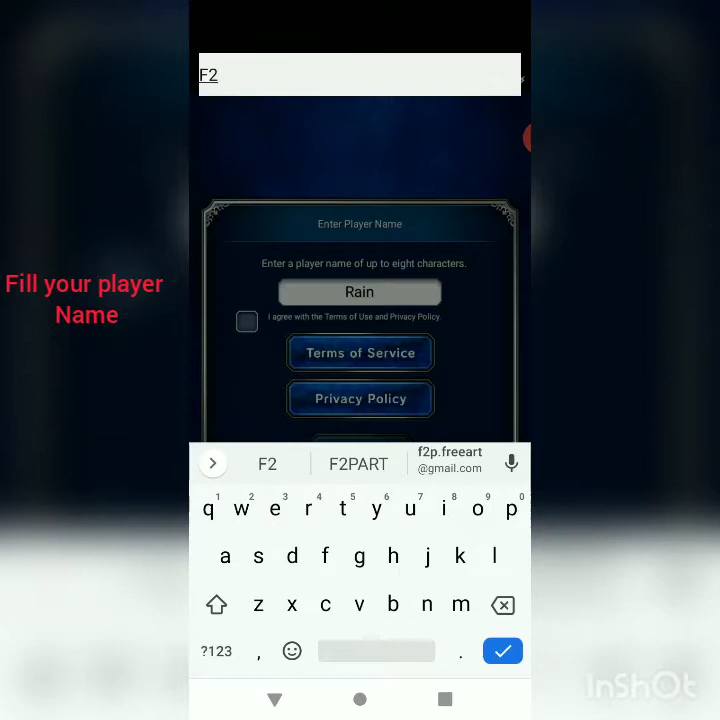 F2
Enter Player Name
Enter a player name of up to eight characters.
Rain
I agree with the Terms of Use and Privacy Policy.
Terms of Service
Privacy Policy
Fill your player
Name
F2
F2PART
f2p.freeart
@gmail.com
1 2 3 4 5 6 7 8 9 0
q w e r t y u i o p
a s d f g h j k l
z x c v b n m
?123 , .
InShOt